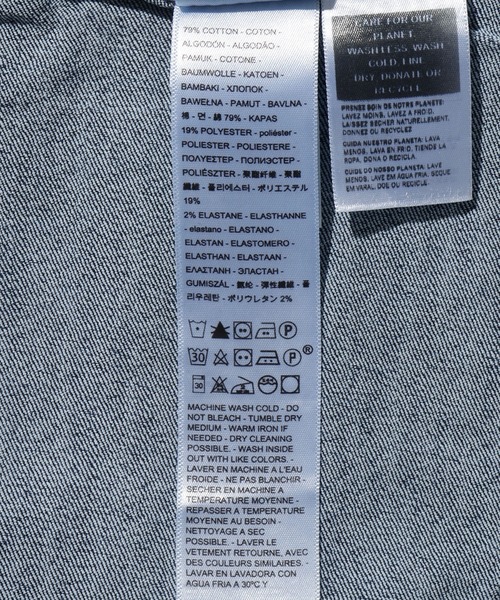 79% COTTON - COTON -
ALGODÓN - ALGODÃO -
PAMUK - COTONE -
BAUMWOLLE - KATOEN -
BAMBAKI - ХЛОПОК -
BAWEŁNA - PAMUT - BAVLNA -
棉 - 면 - 綿 79% - KAPAS
19% POLYESTER - poliéster -
POLIESTER - POLIESTERE -
ΠΟΛΥΕΣΤΕΡ - ПОЛИЭСТЕР -
POLIÉSZTER - 聚酯纤维 - 聚酯
纖維 - 폴리에스터 - ポリエステル
19%
2% ELASTANE - ELASTHANNE
- elastano - ELASTANO -
ELASTAN - ELASTOMERO -
ELASTHAN - ELASTAAN -
ΕΛΑΣΤΑΝΗ - ЭЛАСТАН -
GUMISZÁL - 氨纶 - 弹性纖維 - 폴
리우레탄 - ポリウレタン 2%
P
30 P®
30
MACHINE WASH COLD - DO
NOT BLEACH - TUMBLE DRY
MEDIUM - WARM IRON IF
NEEDED - DRY CLEANING
POSSIBLE. - WASH INSIDE
OUT WITH LIKE COLORS. -
LAVER EN MACHINE A L'EAU
FROIDE - NE PAS BLANCHIR -
SECHER EN MACHINE A
TEMPERATURE MOYENNE -
REPASSER A TEMPERATURE
MOYENNE AU BESOIN -
NETTOYAGE A SEC
POSSIBLE. - LAVER LE
VETEMENT RETOURNE, AVEC
DES COULEURS SIMILAIRES. -
LAVAR EN LAVADORA CON
AGUA FRIA A 30ºC Y
CARE FOR OUR
PLANET
WASH LESS, WASH
COLD, LINE
DRY, DONATE OR
RECYCLE
PRENEZ SOIN DE NOTRE PLANÈTE:
LAVEZ MOINS, LAVEZ À FROID,
LAISSEZ SÉCHER NATURELLEMENT,
DONNEZ OU RECYCLEZ
CUIDA NUESTRO PLANETA: LAVA
MENOS, LAVA EN FRIO, TIENDE LA
ROPA, DONA O RECICLA.
CUIDE DO NOSSO PLANETA: LAVE
MENOS, LAVE EM ÁGUA FRIA, SEQUE
EM VARAL, DOE OU RECICLE.